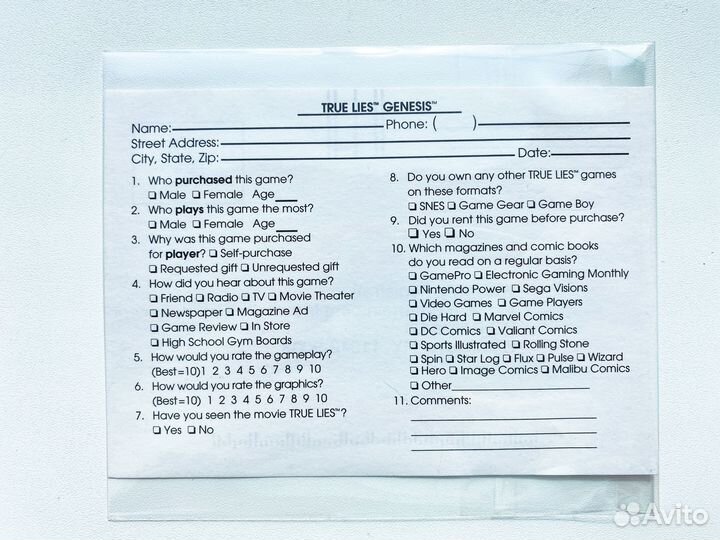 TRUE LIES™ GENESIS™
Name: Phone: ( )
Street Address:
City, State, Zip: Date:
1. Who purchased this game?
❏ Male ❏ Female Age
2. Who plays this game the most?
❏ Male ❏ Female Age
3. Why was this game purchased
for player? ❏ Self-purchase
❏ Requested gift ❏ Unrequested gift
4. How did you hear about this game?
❏ Friend ❏ Radio ❏ TV ❏ Movie Theater
❏ Newspaper ❏ Magazine Ad
❏ Game Review ❏ In Store
❏ High School Gym Boards
5. How would you rate the gameplay?
(Best=10) 1 2 3 4 5 6 7 8 9 10
6. How would you rate the graphics?
(Best=10) 1 2 3 4 5 6 7 8 9 10
7. Have you seen the movie TRUE LIES™?
❏ Yes ❏ No
8. Do you own any other TRUE LIES™ games
on these formats?
❏ SNES ❏ Game Gear ❏ Game Boy
9. Did you rent this game before purchase?
❏ Yes ❏ No
10. Which magazines and comic books
do you read on a regular basis?
❏ GamePro ❏ Electronic Gaming Monthly
❏ Nintendo Power ❏ Sega Visions
❏ Video Games ❏ Game Players
❏ Die Hard ❏ Marvel Comics
❏ DC Comics ❏ Valiant Comics
❏ Sports Illustrated ❏ Rolling Stone
❏ Spin ❏ Star Log ❏ Flux ❏ Pulse ❏ Wizard
❏ Hero ❏ Image Comics ❏ Malibu Comics
❏ Other
11. Comments:
Avito